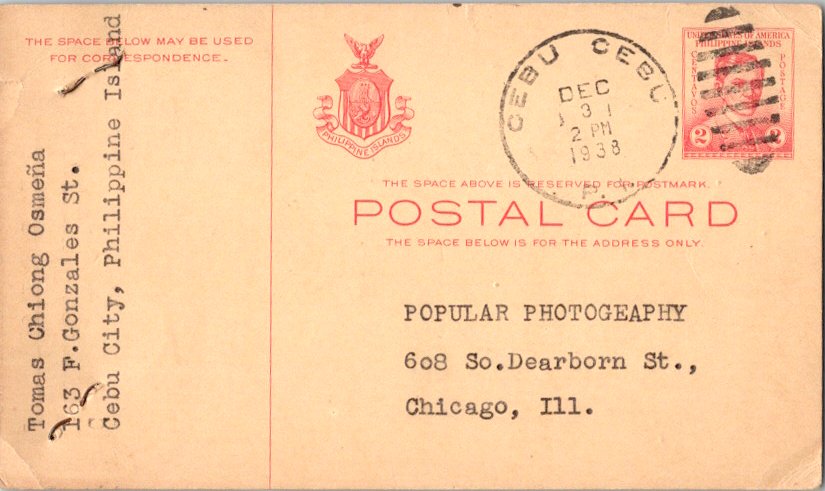 THE SPACE BELOW MAY BE USED
FOR CORRESPONDENCE.
Tomas Chiong Osmeña
163 F.Gonzales St.
Cebu City, Philippine Island
PHILIPPINE ISLANDS
CEBU CEBU
DEC
31
2 PM
1938
P.I.
UNITED STATES OF AMERICA
PHILIPPINE ISLANDS
CENTAVOS
POSTAGE
2 2
THE SPACE ABOVE IS RESERVED FOR POSTMARK.
POSTAL CARD
THE SPACE BELOW IS FOR THE ADDRESS ONLY.
POPULAR PHOTOGEAPHY
608 So.Dearborn St.,
Chicago, Ill.